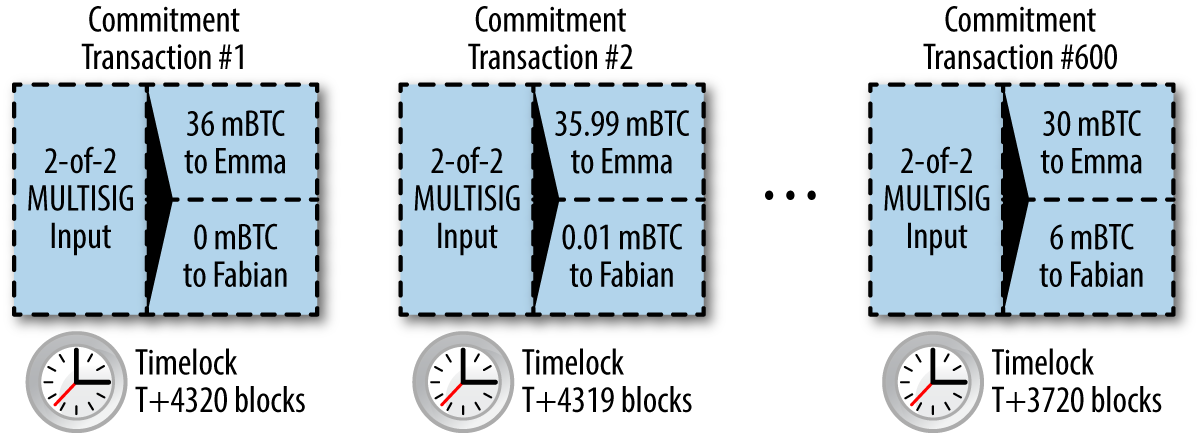 Commitment
Transaction #1
2-of-2
MULTISIG
Input
36 mBTC
to Emma
0 mBTC
to Fabian
Timelock
T+4320 blocks
Commitment
Transaction #2
2-of-2
MULTISIG
Input
35.99 mBTC
to Emma
0.01 mBTC
to Fabian
Timelock
T+4319 blocks
...
Commitment
Transaction #600
2-of-2
MULTISIG
Input
30 mBTC
to Emma
6 mBTC
to Fabian
Timelock
T+3720 blocks